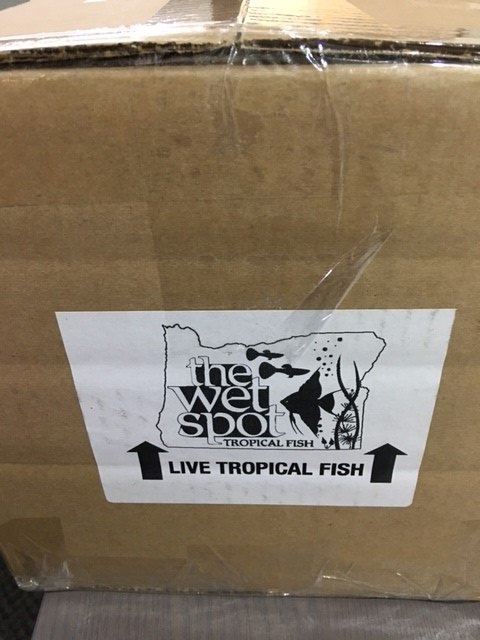 the
wet
spot
TROPICAL FISH
LIVE TROPICAL FISH